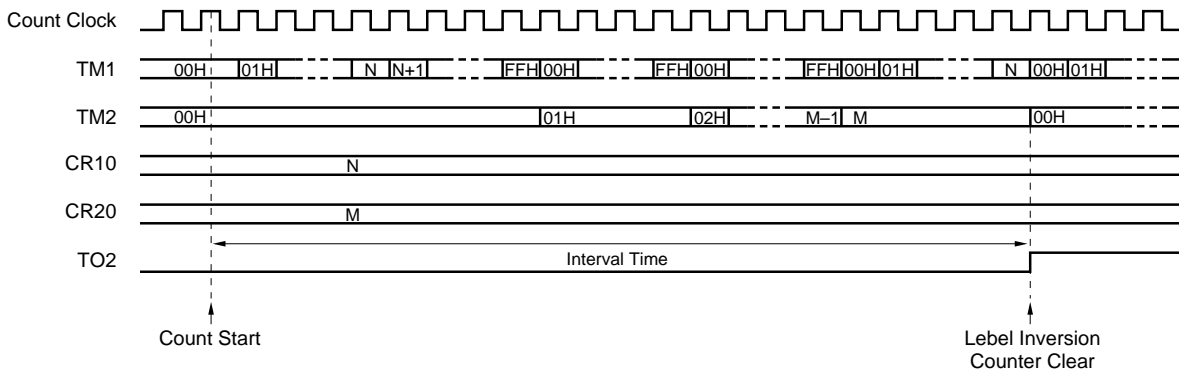 Count Clock
TM1 00H 01H N N+1 FFH 00H FFH 00H FFH 00H 01H N 00H 01H
TM2 00H 01H 02H M–1 M 00H
CR10 N
CR20 M
TO2 Interval Time
Count Start
Lebel Inversion
Counter Clear